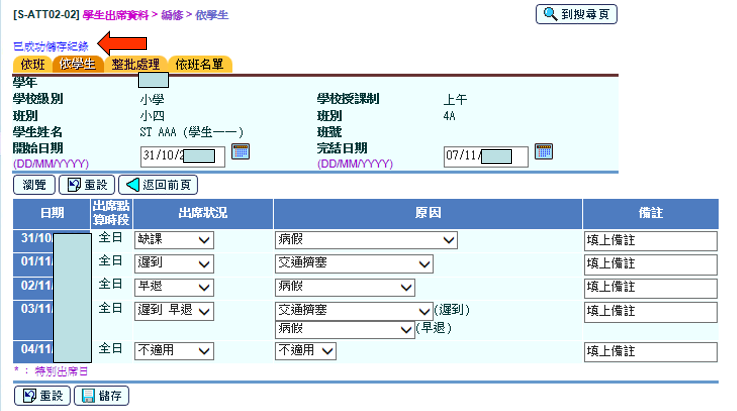 [S-ATT02-02] 學生出席資料 > 編修 > 依學生
到搜尋頁
已成功儲存紀錄
依班 依學生 整批處理 依班名單
學年
學校級別 小學 學校授課制 上午
班別 小四 班別 4A
學生姓名 ST AAA (學生一一) 班號
開始日期 (DD/MM/YYYY) 31/10/ 完結日期 (DD/MM/YYYY) 07/11/
瀏覽 重設 返回前頁
日期 出席點算時段 出席狀況 原因 備註
31/10 全日 缺課 病假 填上備註
01/11 全日 遲到 交通擠塞 填上備註
02/11 全日 早退 病假 填上備註
03/11 全日 遲到 早退 交通擠塞 (遲到) 填上備註
病假 (早退)
04/11 全日 不適用 不適用 填上備註
* : 特別出席日
重設 儲存